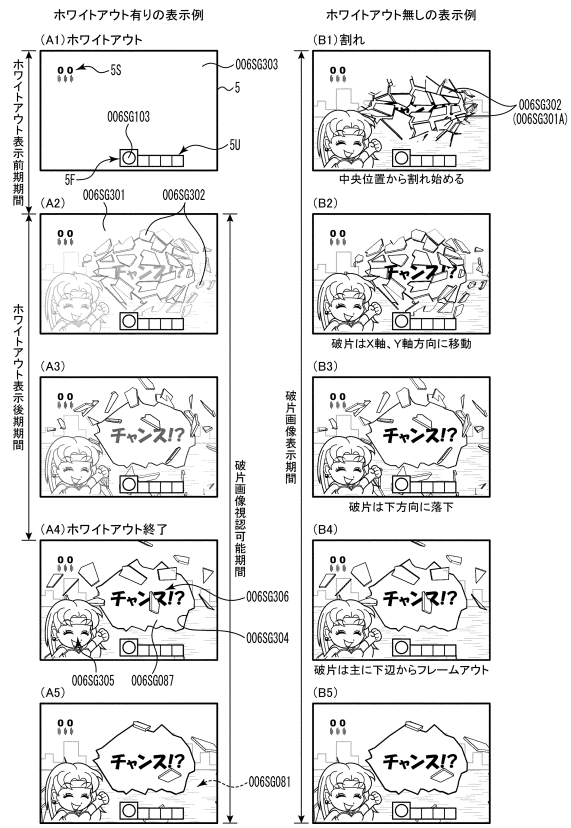 ホワイトアウト有りの表示例
ホワイトアウト無しの表示例
(A1)ホワイトアウト
00
5S
006SG303
5
006SG103
5U
5F
ホワイトアウト表示前期期間
(B1)割れ
00
006SG302
(006SG301A)
中央位置から割れ始める
(A2)
006SG301
006SG302
00
チャンス!?
(B2)
00
チャンス!?
破片はX軸、Y軸方向に移動
ホワイトアウト表示後期期間
(A3)
00
チャンス!?
破片画像視認可能期間
破片画像表示期間
(B3)
00
チャンス!?
破片は下方向に落下
(A4)ホワイトアウト終了
00
チャンス!?
006SG306
006SG304
006SG305
006SG087
(B4)
00
チャンス!?
破片は主に下辺からフレームアウト
(A5)
00
チャンス!?
006SG081
(B5)
00
チャンス!?